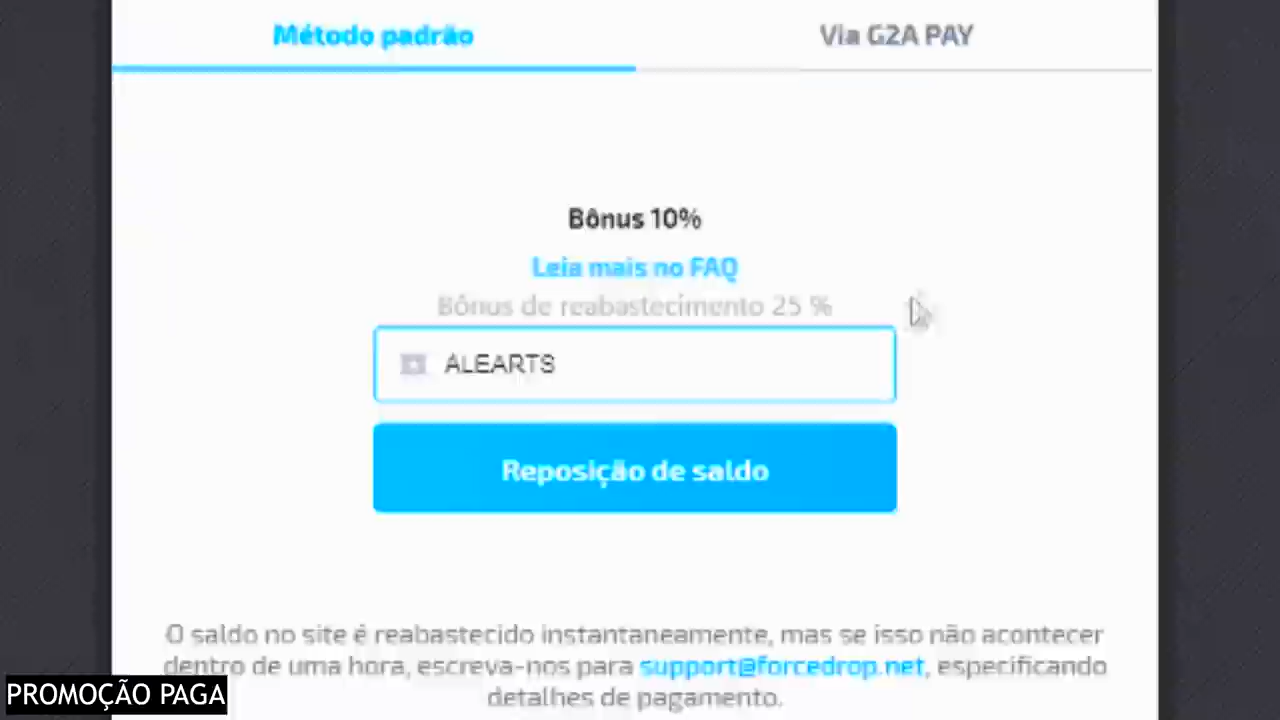 Método padrão
Via G2A PAY
Bônus 10%
Leia mais no FAQ
Bônus de reabastecimento 25 %
ALEARTS
Reposição de saldo
O saldo no site é reabastecido instantaneamente, mas se isso não acontecer
dentro de uma hora, escreva-nos para support@forcedrop.net, especificando
detalhes de pagamento.
PROMOÇÃO PAGA